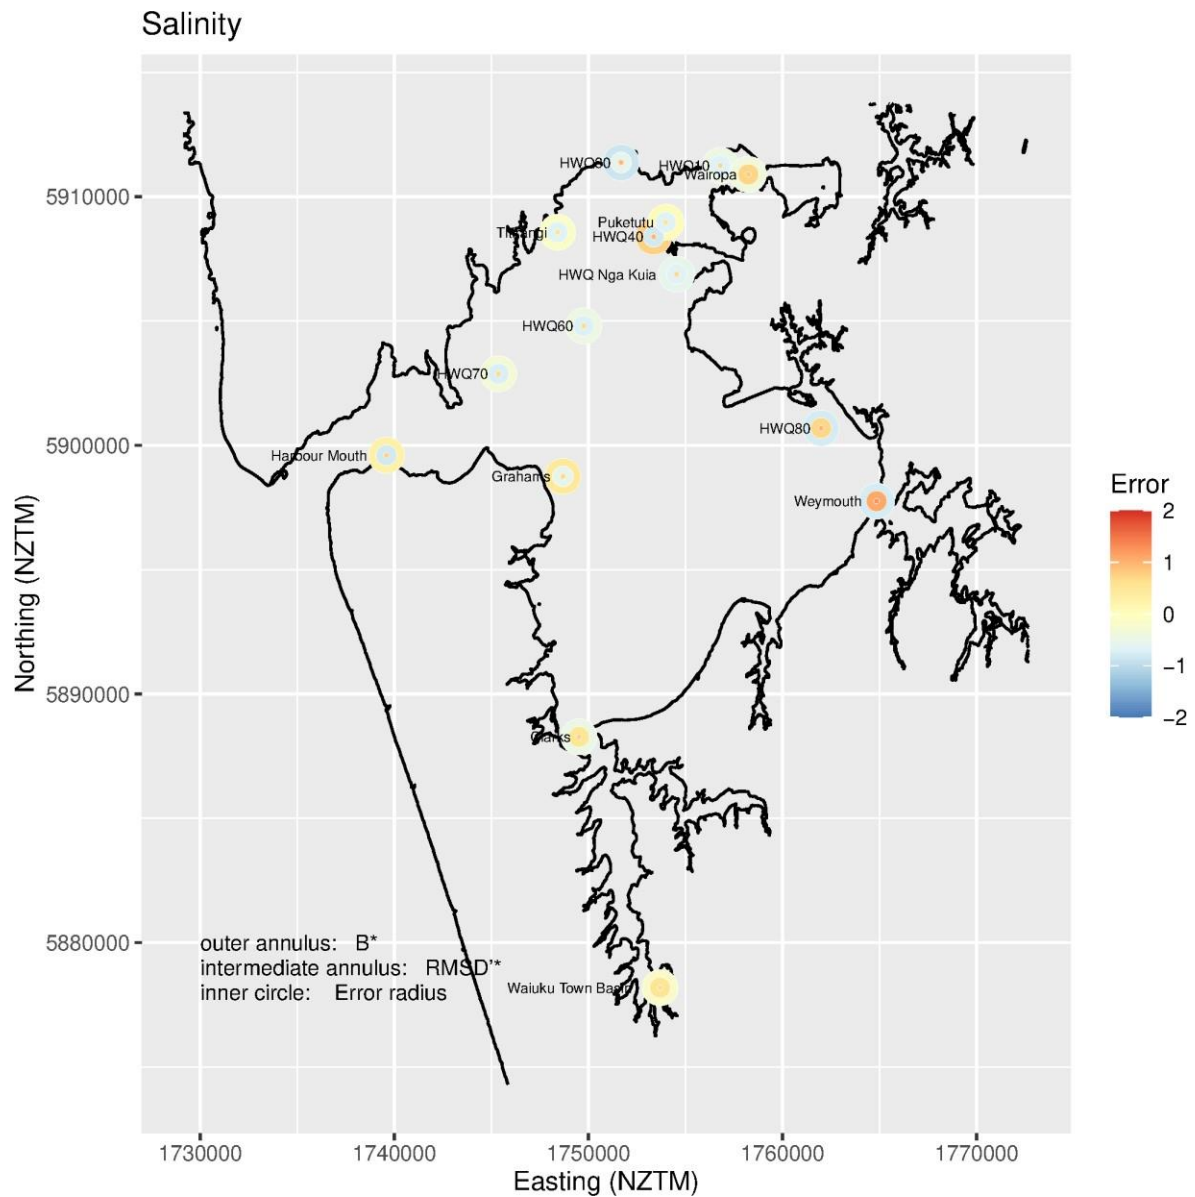 Salinity
HWQ10
Wairopa
5910000
Puketutu
HWQ40
HWQ Nga Kuia
HWQ60
HWQ70
HWQ80
5900000
Harbour Mouth
Grahams
Weymouth
Error
2
1
0
−1
−2
Northing (NZTM)
5890000
Clarks
5880000
outer annulus: B*
intermediate annulus: RMSD'*
inner circle: Error radius
Waiuku Town Basin
1730000 1740000 1750000 1760000 1770000
Easting (NZTM)